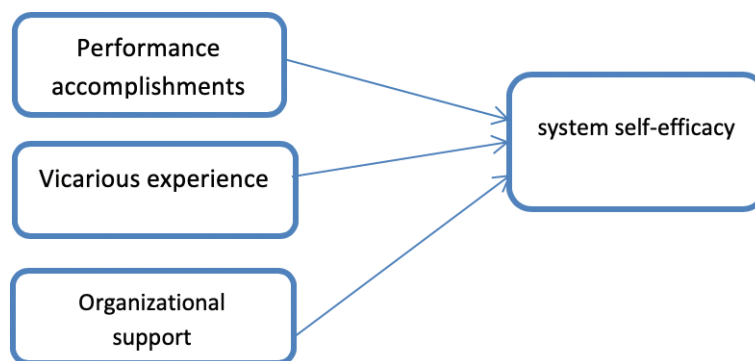 Performance
accomplishments
system self-efficacy
Vicarious experience
Organizational
support